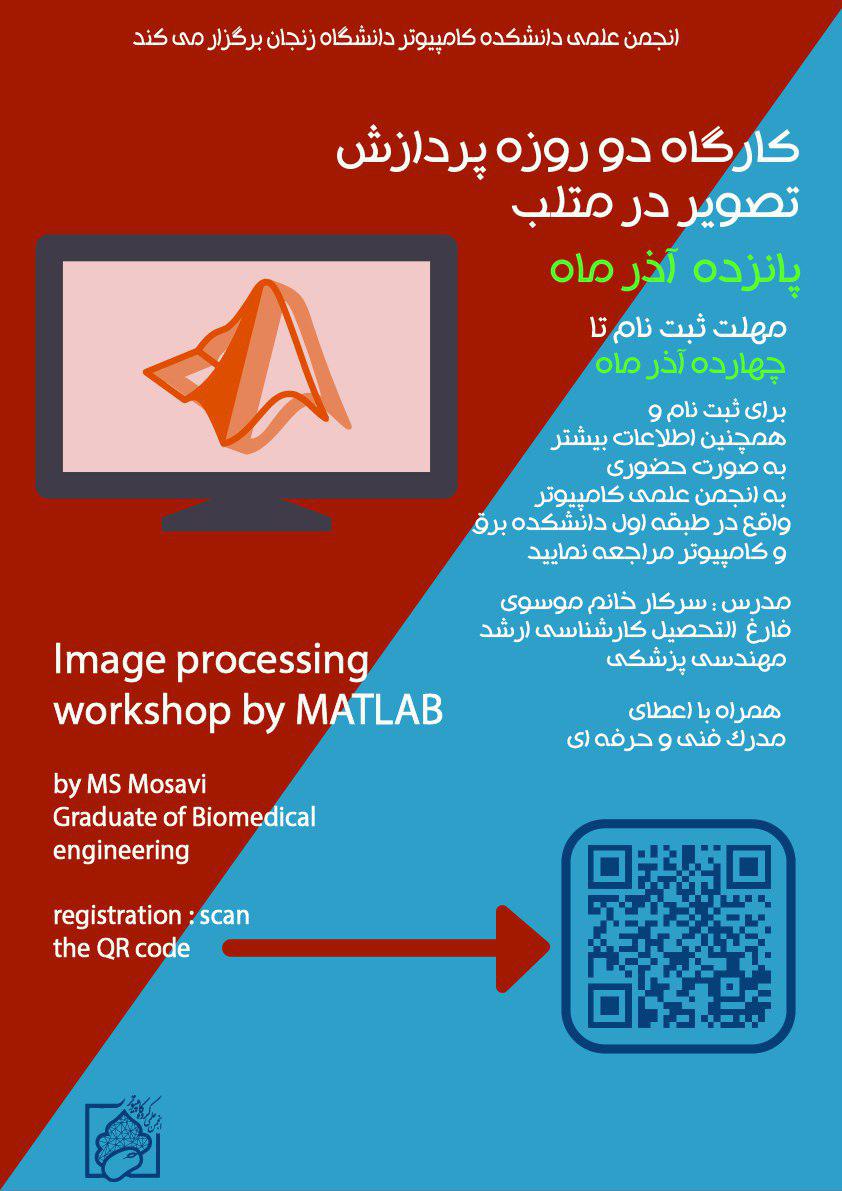 انجمن علمی دانشکده کامپیوتر دانشگاه زنجان برگزار می کند
کارگاه دو روزه پردازش
تصویر در متلب
پانزده آذر ماه
مهلت ثبت نام تا
چهارده آذر ماه
برای ثبت نام و
همچنین اطلاعات بیشتر
به صورت حضوری
به انجمن علمی کامپیوتر
واقع در طبقه اول دانشکده برق
و کامپیوتر مراجعه نمایید
مدرس : سرکار خانم موسوی
فارغ التحصیل کارشناسی ارشد
مهندسی پزشکی
همراه با اعطای
مدرک فنی و حرفه ای
Image processing
workshop by MATLAB
by MS Mosavi
Graduate of Biomedical
engineering
registration : scan
the QR code